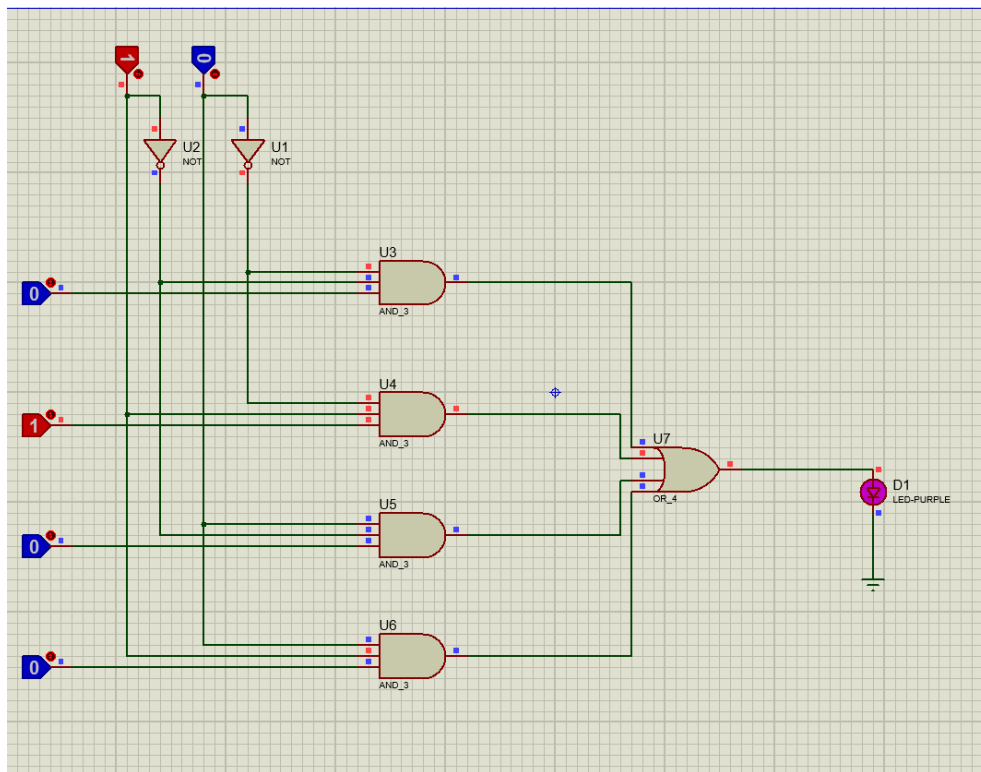 1 0
U2 U1
NOT NOT
U3
0
AND_3
U4
1
AND_3
U7
OR_4
D1
LED-PURPLE
U5
0
AND_3
U6
0
AND_3